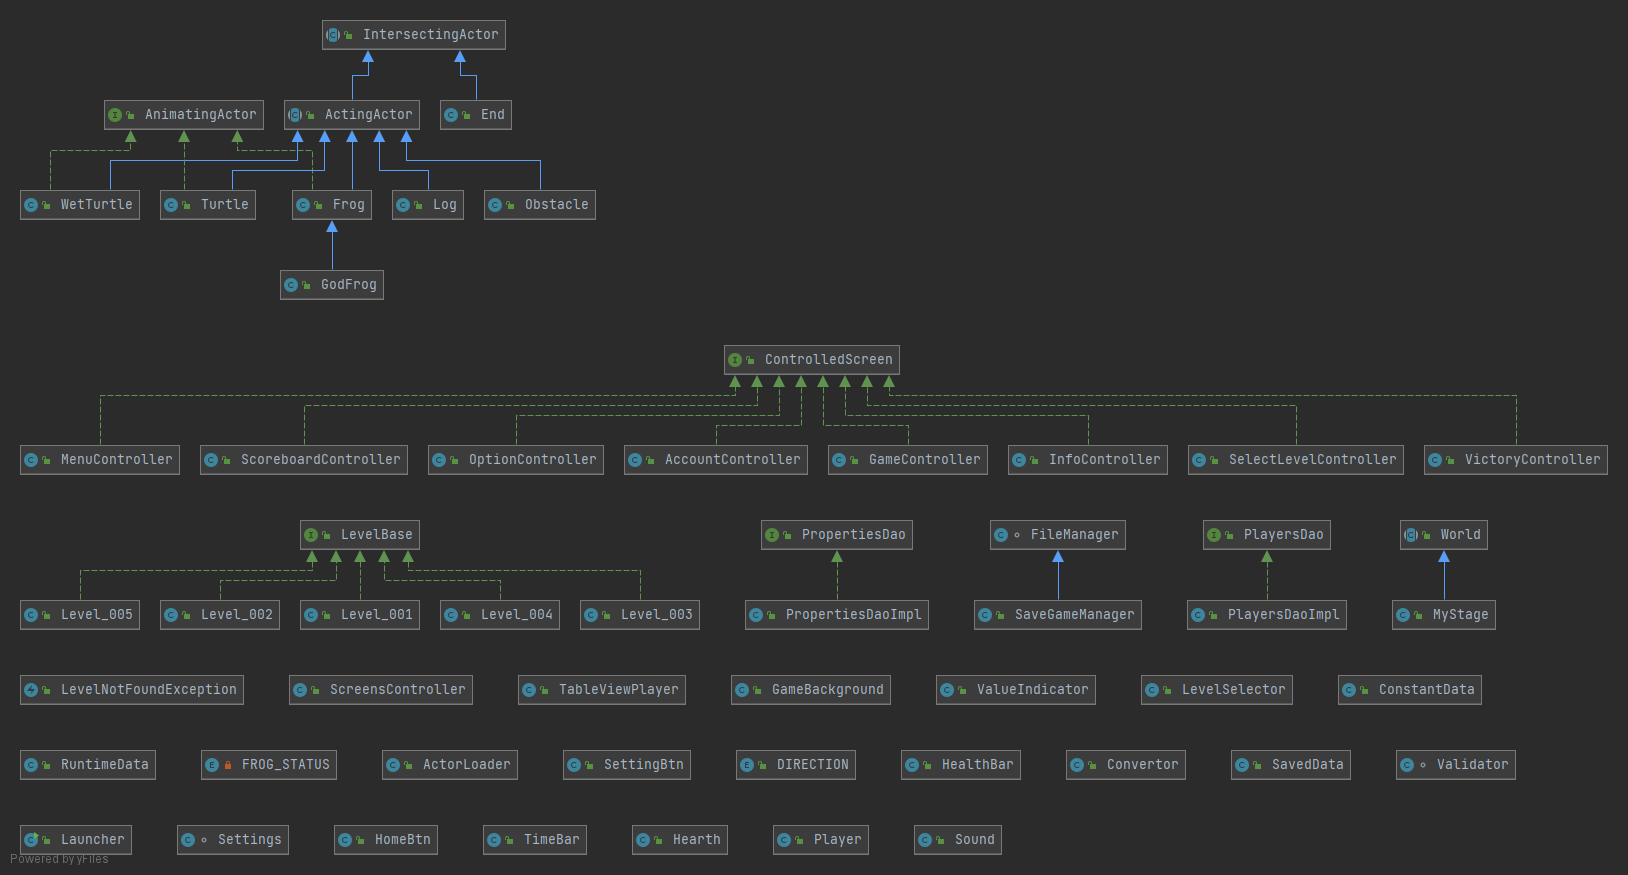 IntersectingActor
AnimatingActor
ActingActor
End
WetTurtle
Turtle
Frog
Log
Obstacle
GodFrog
ControlledScreen
MenuController
ScoreboardController
OptionController
AccountController
GameController
InfoController
SelectLevelController
VictoryController
LevelBase
PropertiesDao
FileManager
PlayersDao
World
Level_005
Level_002
Level_001
Level_004
Level_003
PropertiesDaoImpl
SaveGameManager
PlayersDaoImpl
MyStage
LevelNotFoundException
ScreensController
TableViewPlayer
GameBackground
ValueIndicator
LevelSelector
ConstantData
RuntimeData
FROG_STATUS
ActorLoader
SettingBtn
DIRECTION
HealthBar
Convertor
SavedData
Validator
Launcher
Settings
HomeBtn
TimeBar
Hearth
Player
Sound
Powered by yFiles